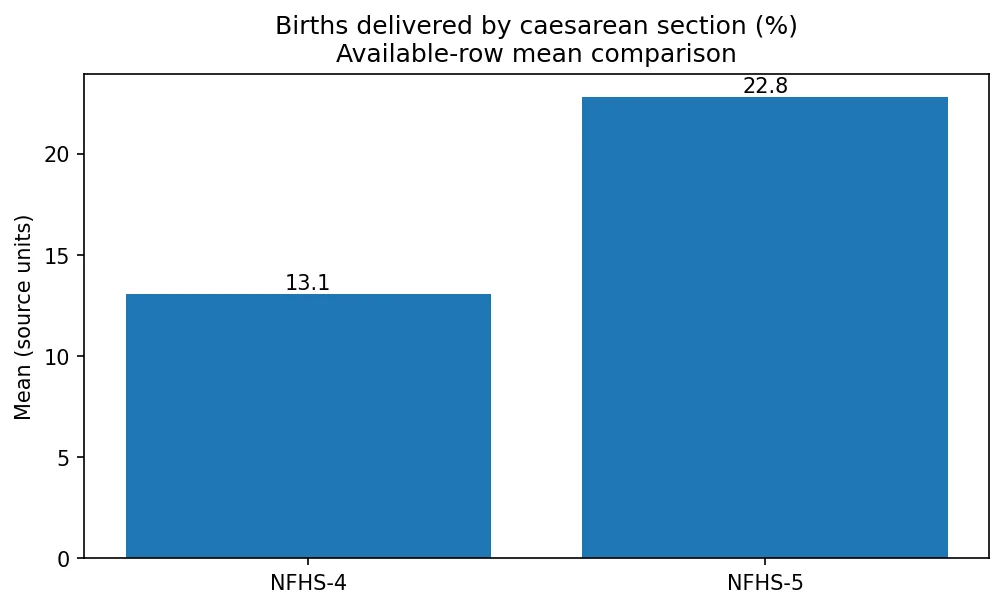 Births delivered by caesarean section (%)
Available-row mean comparison
Mean (source units)
20
15
10
5
0
13.1
22.8
NFHS-4
NFHS-5